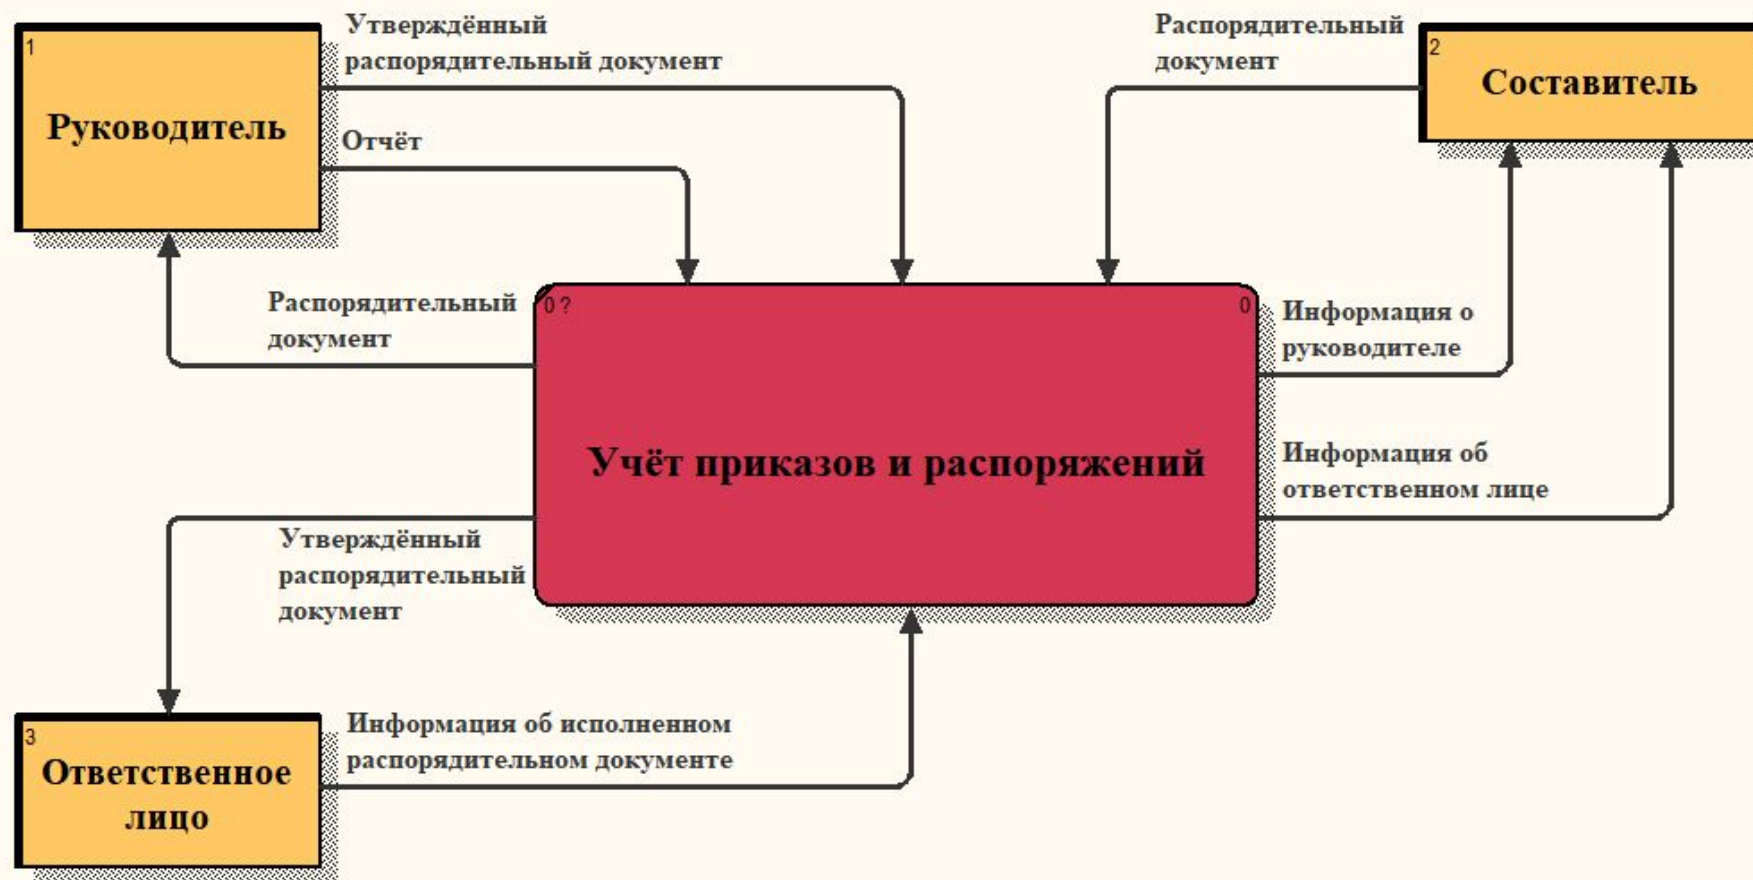 Утверждённый
распорядительный документ
Распорядительный
документ
1
Руководитель
2
Составитель
Отчёт
Распорядительный
документ
0 ?
0
Информация о
руководителе
Учёт приказов и распоряжений
Информация об
ответственном лице
Утверждённый
распорядительный
документ
3
Ответственное
лицо
Информация об исполненном
распорядительном документе